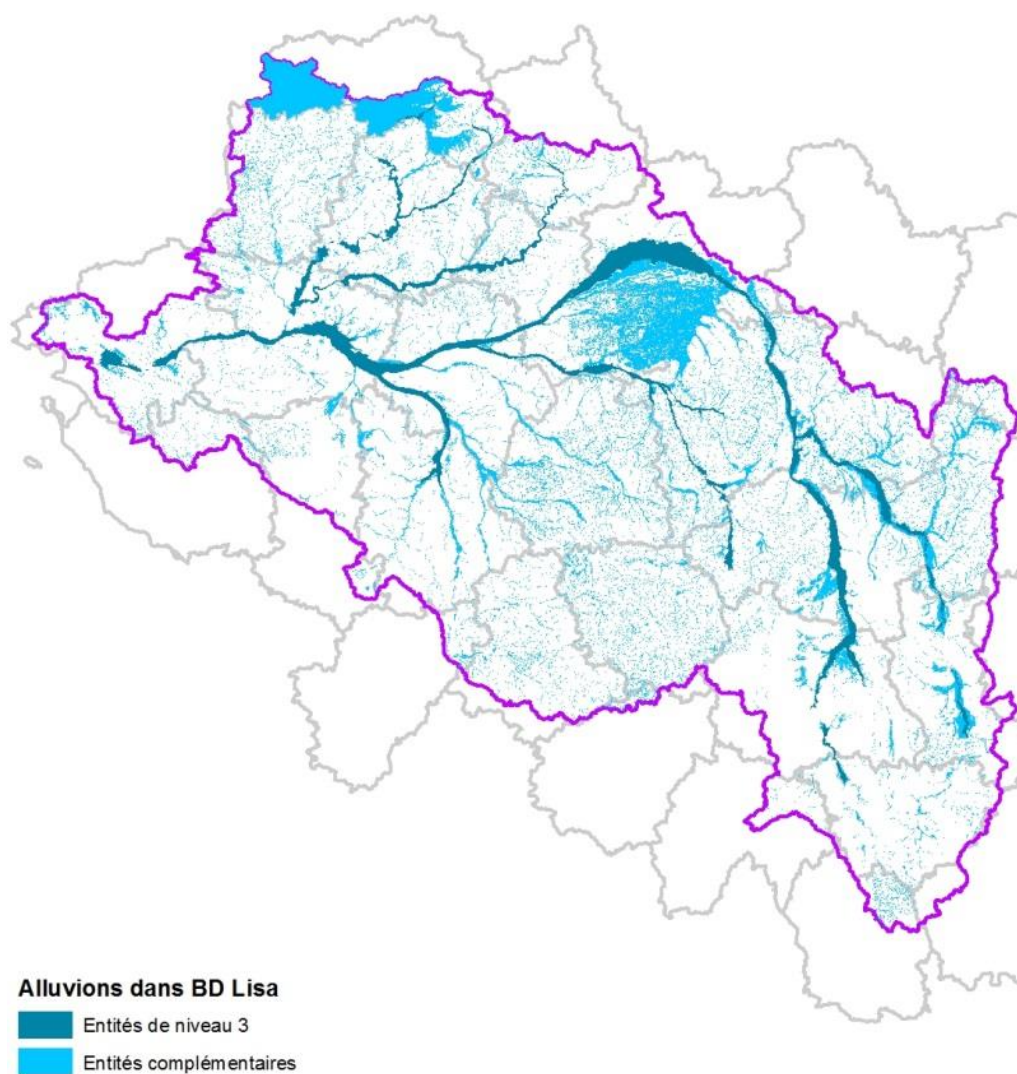 Alluvions dans BD Lisa
Entités de niveau 3
Entités complémentaires